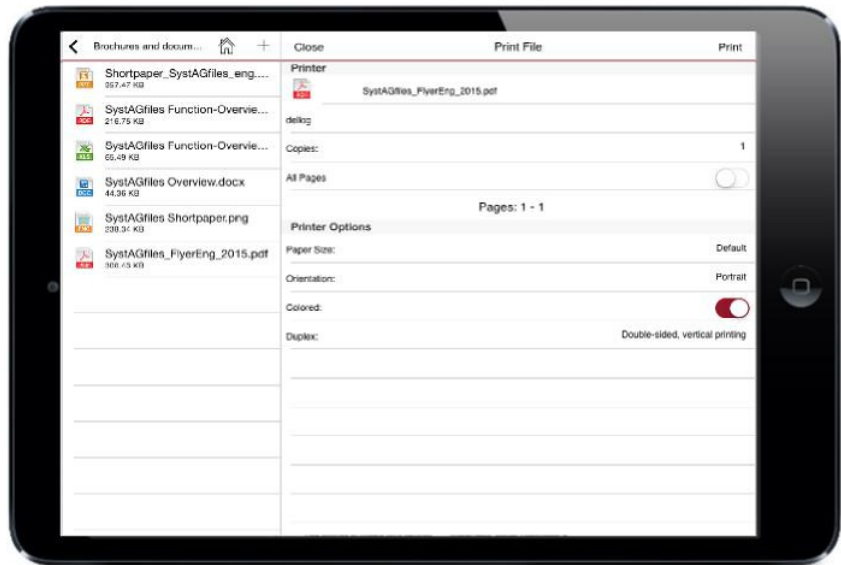 Brochures and docum...
Shortpaper_SystAGfiles_eng....
357.47 KB
SystAGfiles Function-Overvie...
216.75 KB
SystAGfiles Function-Overvie...
65.49 KB
SystAGfiles Overview.docx
44.36 KB
SystAGfiles Shortpaper.png
SystAGfiles_FlyerEng_2015.pdf
Close Print File Print
Printer
SystAGfiles_FlyerEng_2015.pdf
Copies: 1
All Pages
Pages: 1 - 1
Printer Options
Paper Size: Default
Orientation: Portrait
Colored:
Duplex: Double-sided, vertical printing